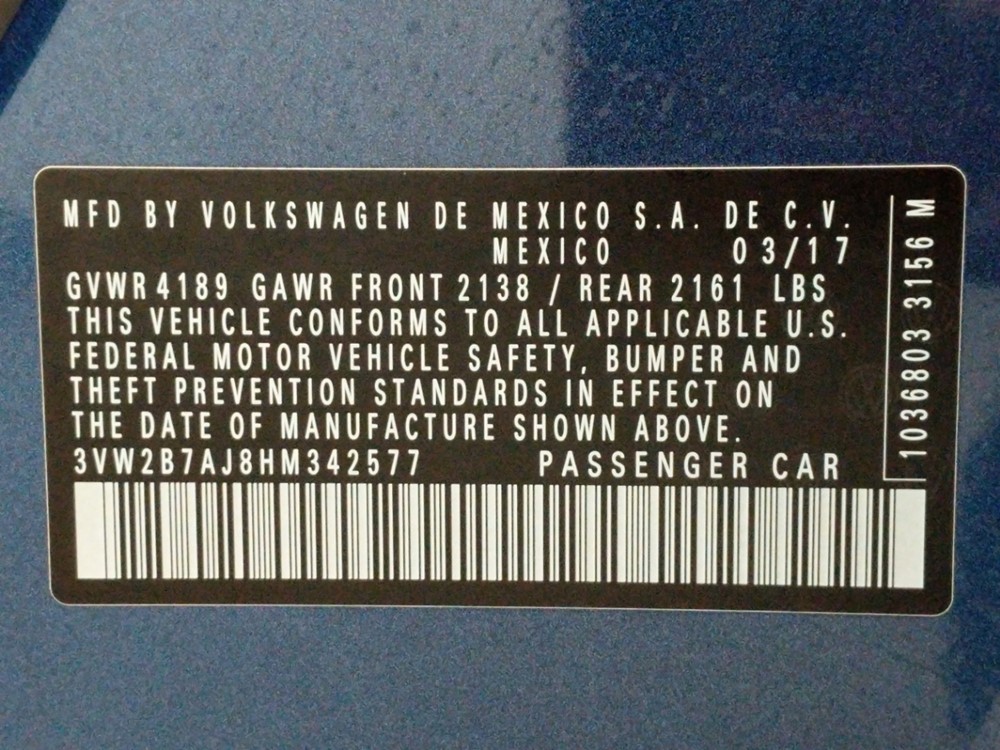 MFD BY VOLKSWAGEN DE MEXICO S.A. DE C.V.
MEXICO 03/17
GVWR 4189 GAWR FRONT 2138 / REAR 2161 LBS
THIS VEHICLE CONFORMS TO ALL APPLICABLE U.S.
FEDERAL MOTOR VEHICLE SAFETY, BUMPER AND
THEFT PREVENTION STANDARDS IN EFFECT ON
THE DATE OF MANUFACTURE SHOWN ABOVE.
3VW2B7AJ8HM342577 PASSENGER CAR
1036803 3156 M